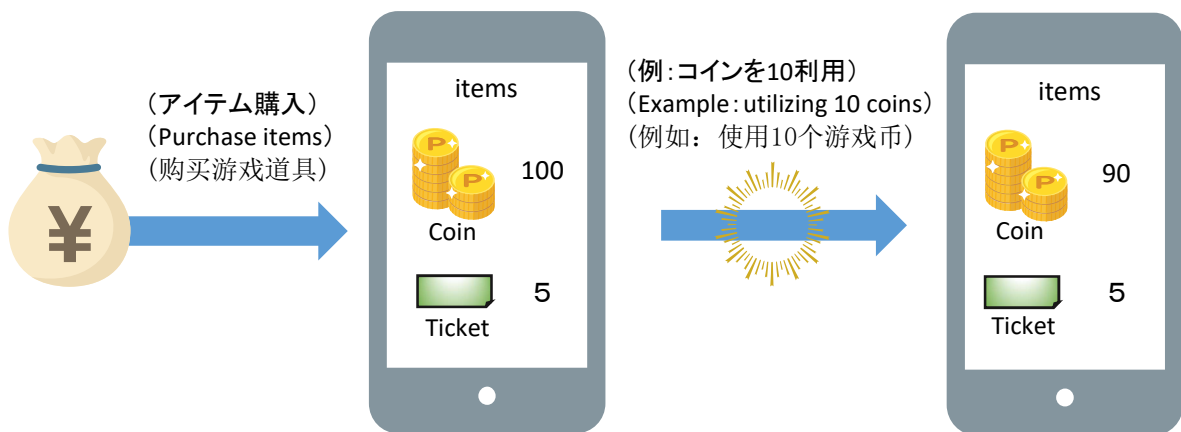 （アイテム購入）
(Purchase items)
(购买游戏道具)
¥
items
P
P
100
Coin
５
Ticket
（例：コインを10利用）
(Example：utilizing 10 coins)
(例如：使用10个游戏币)
items
P
P
90
Coin
５
Ticket